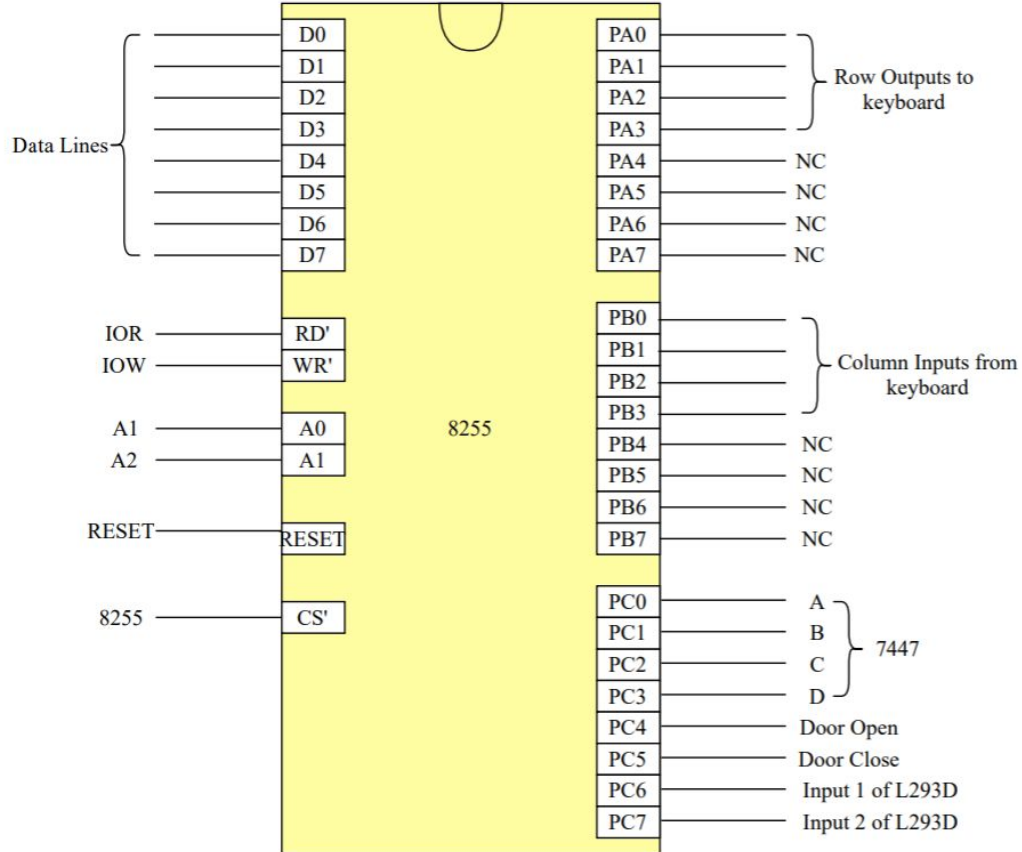 D0
D1
D2
D3
D4
D5
D6
D7
Data Lines
IOR
RD'
IOW
WR'
A1
A0
A2
A1
RESET
RESET
8255
CS'
8255
PA0
PA1
PA2
PA3
Row Outputs to
keyboard
PA4
NC
PA5
NC
PA6
NC
PA7
NC
PB0
PB1
PB2
PB3
Column Inputs from
keyboard
PB4
NC
PB5
NC
PB6
NC
PB7
NC
PC0
A
PC1
B
PC2
C
PC3
D
7447
PC4
Door Open
PC5
Door Close
PC6
Input 1 of L293D
PC7
Input 2 of L293D